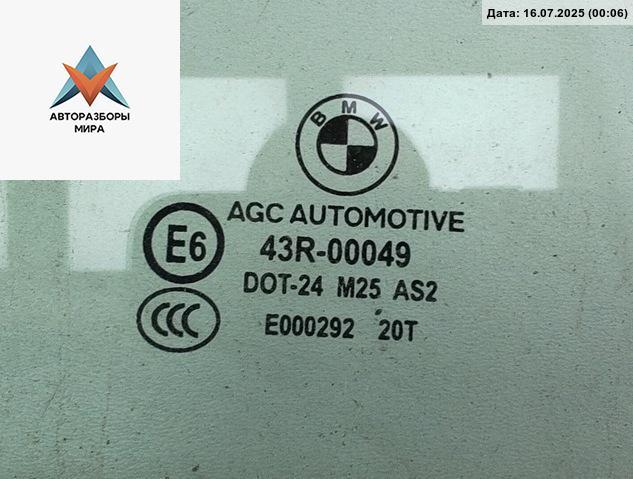 Дата: 16.07.2025 (00:06)
АВТОРАЗБОРЫ
МИРА
BMW
AGC AUTOMOTIVE
E6
43R-00049
DOT-24 M25 AS2
CCC
E000292 20T